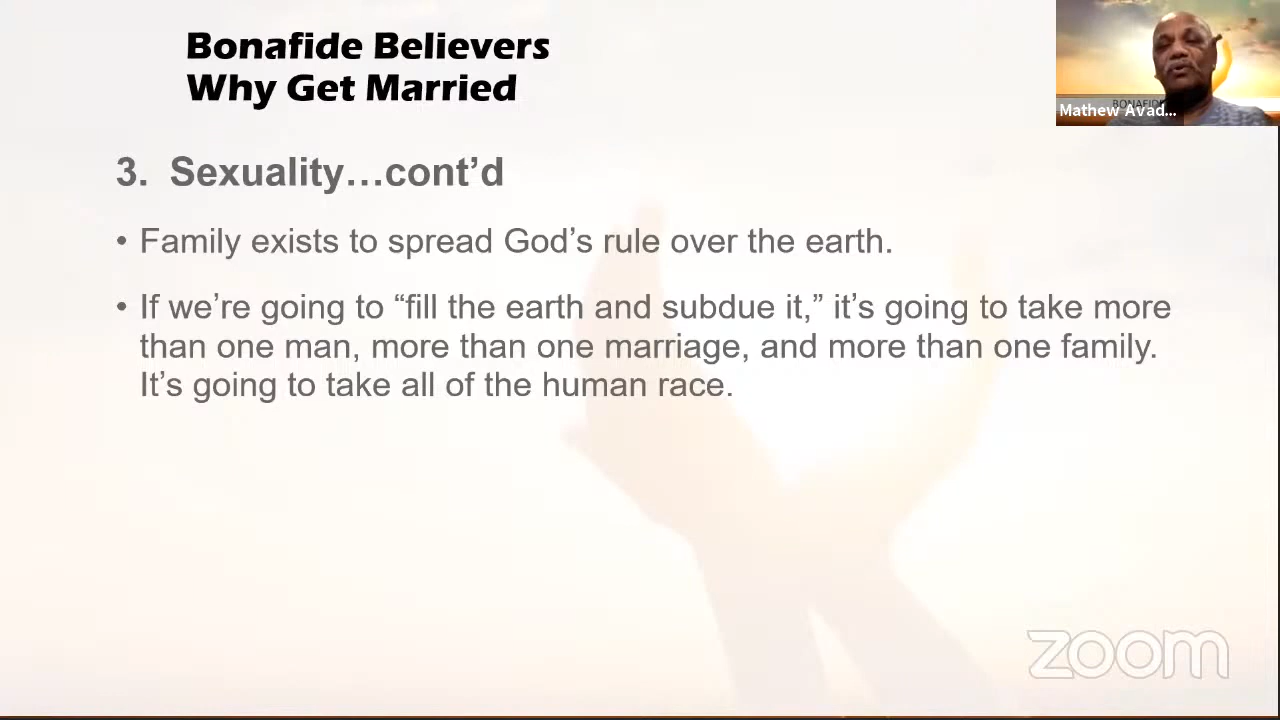 Bonafide Believers
Why Get Married
Mathew Avad...
3. Sexuality…cont’d
• Family exists to spread God’s rule over the earth.
• If we’re going to “fill the earth and subdue it,” it’s going to take more
than one man, more than one marriage, and more than one family.
It’s going to take all of the human race.
zoom